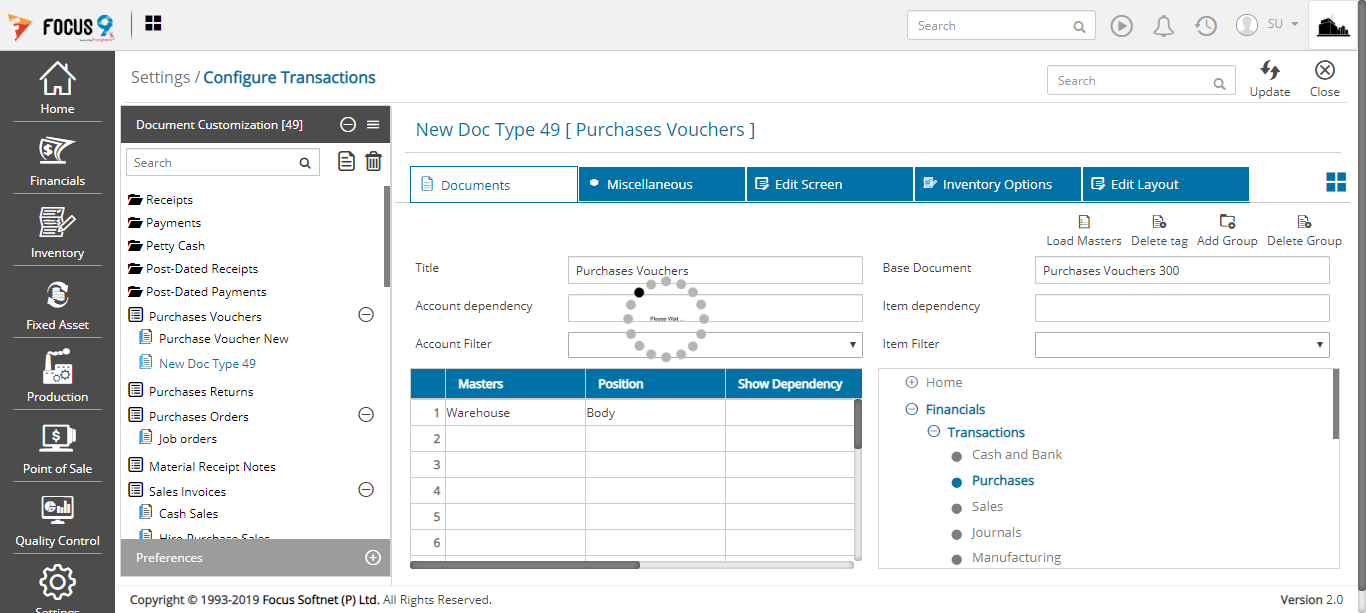 FOCUS 9
Search
SU
Settings / Configure Transactions
Search
Update
Close
Home
Financials
Inventory
Fixed Asset
Production
Point of Sale
Quality Control
Settings
Document Customization [49]
Search
Receipts
Payments
Petty Cash
Post-Dated Receipts
Post-Dated Payments
Purchases Vouchers
Purchase Voucher New
New Doc Type 49
Purchases Returns
Purchases Orders
Job orders
Material Receipt Notes
Sales Invoices
Cash Sales
Hire Purchase Sales
Preferences
New Doc Type 49 [ Purchases Vouchers ]
Documents
Miscellaneous
Edit Screen
Inventory Options
Edit Layout
Load Masters
Delete tag
Add Group
Delete Group
Title
Purchases Vouchers
Base Document
Purchases Vouchers 300
Account dependency
Item dependency
Please Wait ...
Account Filter
Item Filter
Masters Position Show Dependency
1 Warehouse Body
2
3
4
5
6
Home
Financials
Transactions
Cash and Bank
Purchases
Sales
Journals
Manufacturing
Copyright © 1993-2019 Focus Softnet (P) Ltd. All Rights Reserved.
Version 2.0